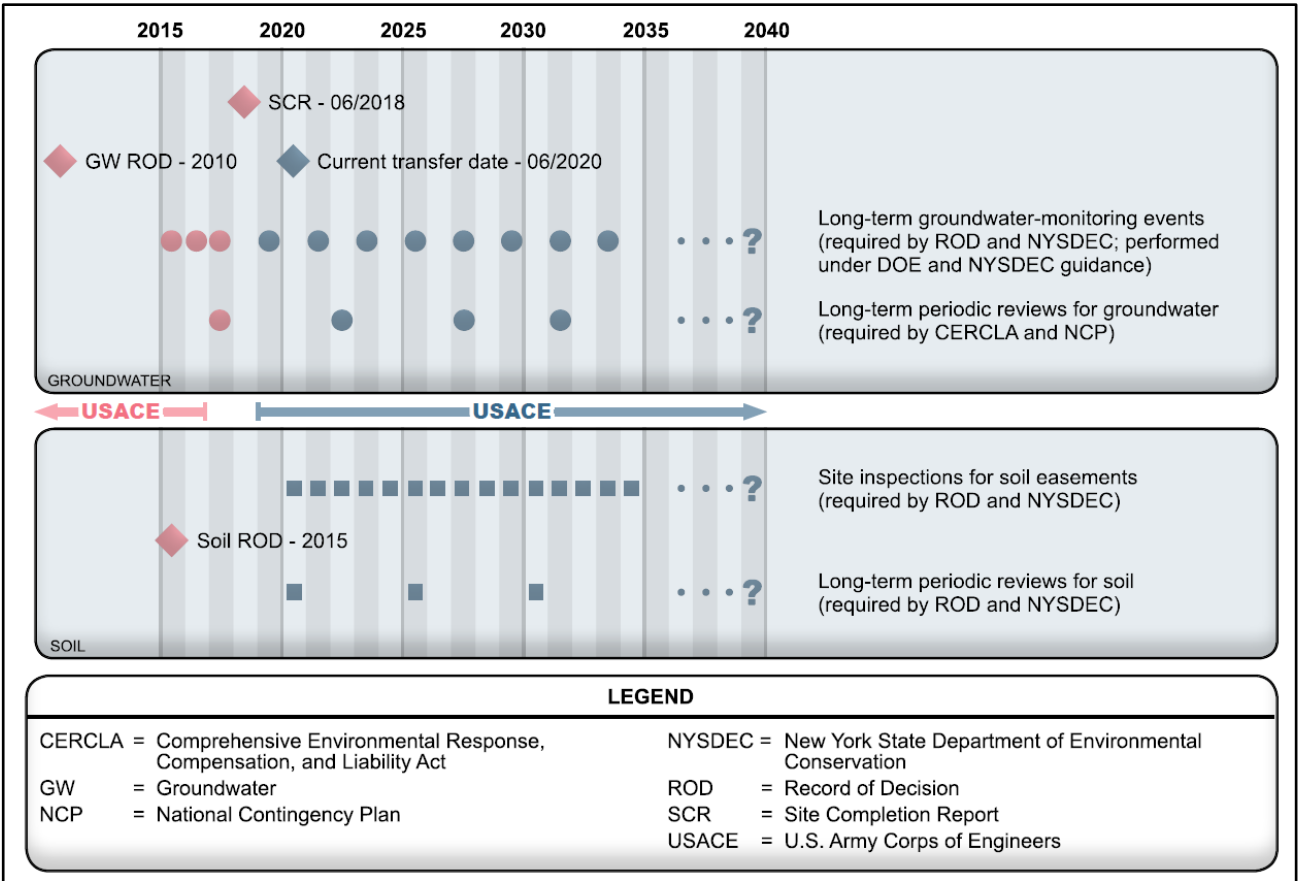 2015 2020 2025 2030 2035 2040
SCR - 06/2018
GW ROD - 2010
Current transfer date - 06/2020
Long-term groundwater-monitoring events
(required by ROD and NYSDEC; performed
under DOE and NYSDEC guidance)
?
Long-term periodic reviews for groundwater
(required by CERCLA and NCP)
?
GROUNDWATER
USACE
USACE
Site inspections for soil easements
(required by ROD and NYSDEC)
?
Soil ROD - 2015
Long-term periodic reviews for soil
(required by ROD and NYSDEC)
?
SOIL
LEGEND
CERCLA = Comprehensive Environmental Response,
Compensation, and Liability Act
GW = Groundwater
NCP = National Contingency Plan
NYSDEC = New York State Department of Environmental
Conservation
ROD = Record of Decision
SCR = Site Completion Report
USACE = U.S. Army Corps of Engineers